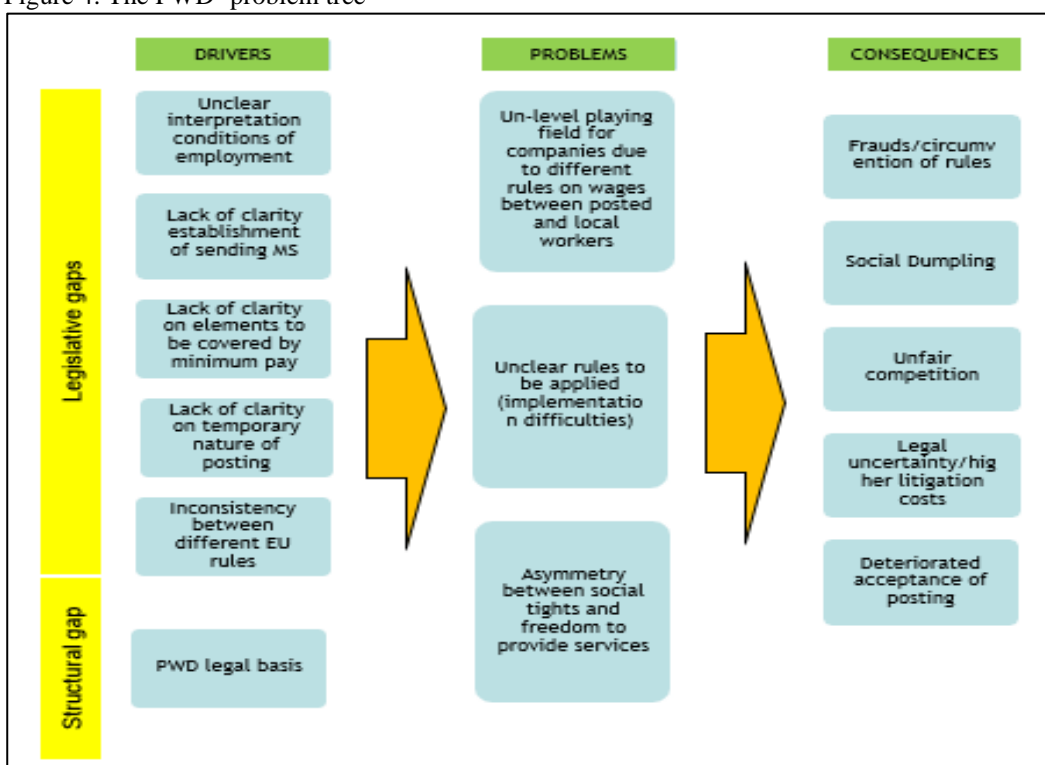 Figure 4. The PWD problem tree
DRIVERS
PROBLEMS
CONSEQUENCES
Legislative gaps
Unclear
interpretation
conditions of
employment
Lack of clarity
establishment
of sending MS
Lack of clarity
on elements to
be covered by
minimum pay
Lack of clarity
on temporary
nature of
posting
Inconsistency
between
different EU
rules
Structural gap
PWD legal basis
Un-level playing
field for
companies due
to different
rules on wages
between posted
and local
workers
Unclear rules to
be applied
(implementatio
n difficulties)
Asymmetry
between social
tights and
freedom to
provide services
Frauds/circumv
ention of rules
Social Dumpling
Unfair
competition
Legal
uncertainty/hig
her litigation
costs
Deteriorated
acceptance of
posting